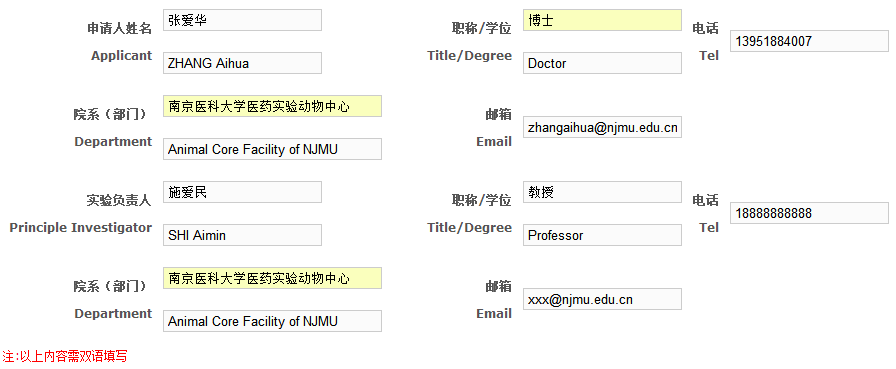 申请人姓名 张爱华 职称/学位 博士 电话
Applicant ZHANG Aihua Title/Degree Doctor Tel 13951884007
院系（部门） 南京医科大学医药实验动物中心 邮箱
Department Animal Core Facility of NJMU Email zhangaihua@njmu.edu.cn
实验负责人 施爱民 职称/学位 教授 电话
Principle Investigator SHI Aimin Title/Degree Professor Tel 18888888888
院系（部门） 南京医科大学医药实验动物中心 邮箱
Department Animal Core Facility of NJMU Email xxx@njmu.edu.cn
注:以上内容需双语填写